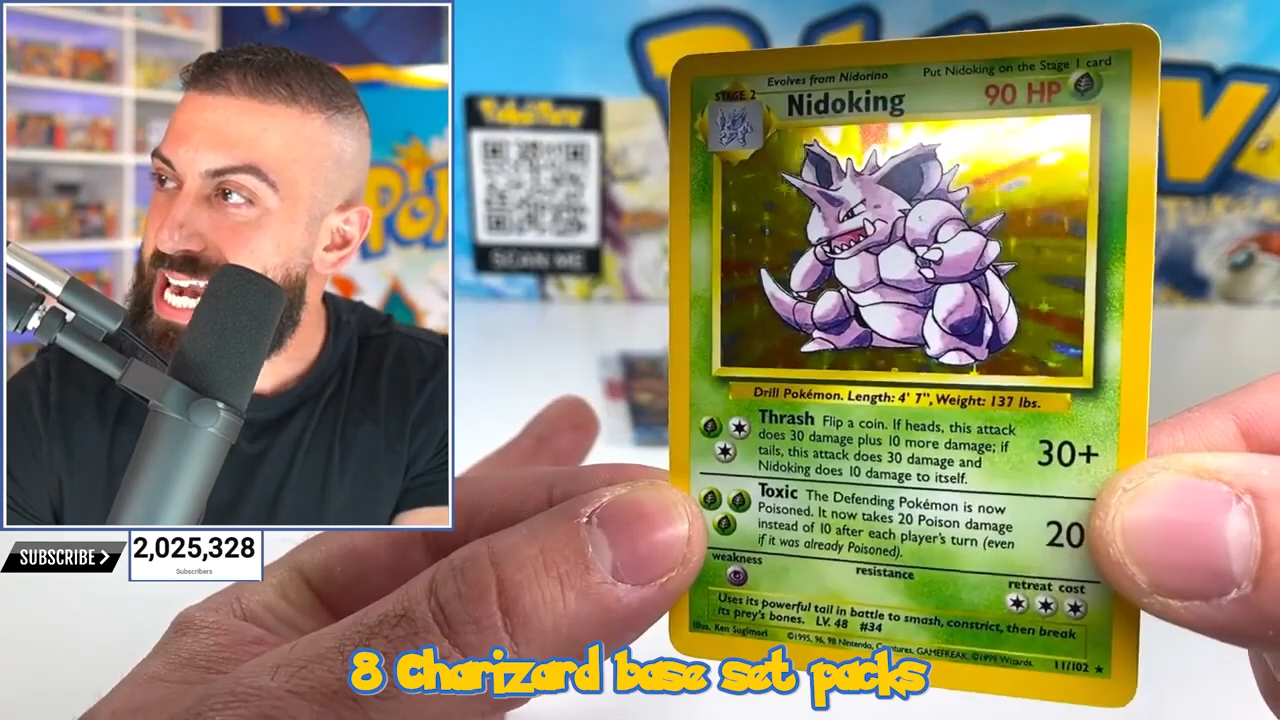 Evolves from Nidorino
Put Nidoking on the Stage 1 card
STAGE 2
Nidoking
90 HP
SCAN ME
Drill Pokémon. Length: 4' 7", Weight: 137 lbs.
Thrash Flip a coin. If heads, this attack
does 30 damage plus 10 more damage; if
tails, this attack does 30 damage and
Nidoking does 10 damage to itself.
30+
Toxic The Defending Pokémon is now
Poisoned. It now takes 20 Poison damage
instead of 10 after each player's turn (even
if it was already Poisoned).
20
weakness
resistance
retreat cost
Uses its powerful tail in battle to smash, constrict, then break
its prey's bones. LV. 48 #34
Illus. Ken Sugimori
©1995, 96, 98 Nintendo, Creatures, GAMEFREAK. ©1999 Wizards.
11/102 ★
SUBSCRIBE >
2,025,328
Subscribers
8 Charizard base set packs